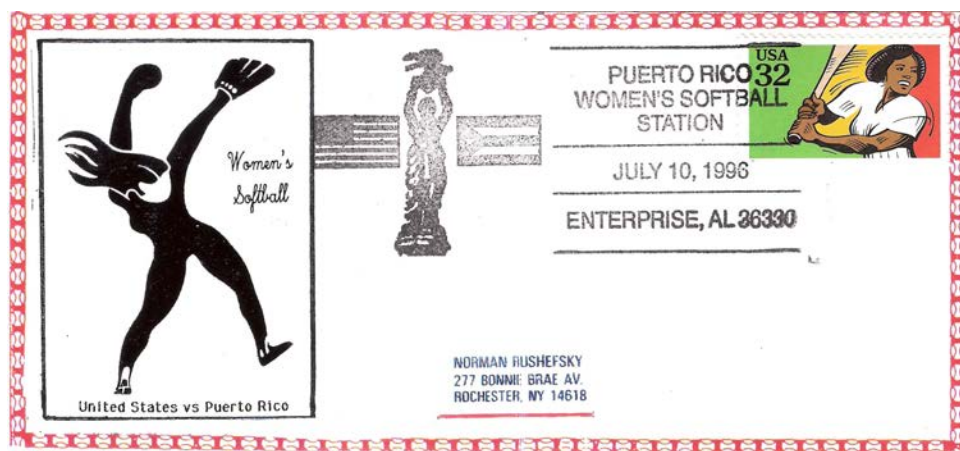 Women's
Softball
United States vs Puerto Rico
PUERTO RICO
WOMEN'S SOFTBALL
STATION
JULY 10, 1996
ENTERPRISE, AL 36330
USA
32
NORMAN RUSHEFSKY
277 BONNIE BRAE AV.
ROCHESTER, NY 14618